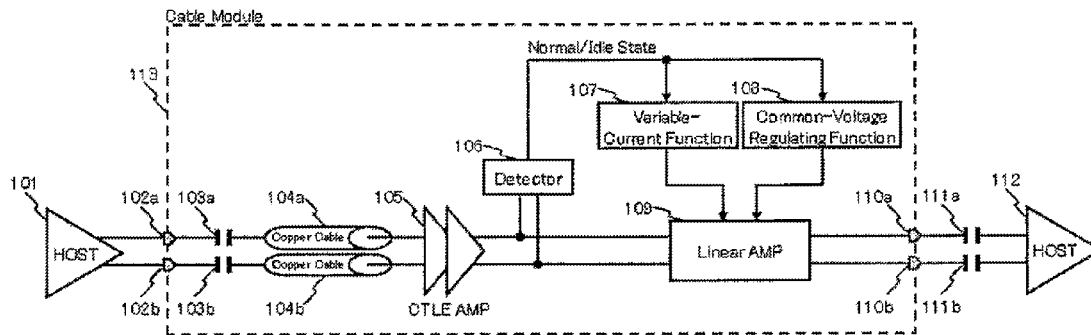 Cable Module
113
Normal/Idle State
107
108
Variable-
Current Function
Common-Voltage
Regulating Function
106
Detector
101
102a
103a
104a
105
109
110a
111a
112
HOST
Copper Cable
Copper Cable
Linear AMP
HOST
102b
103b
104b
CTLE AMP
110b
111b